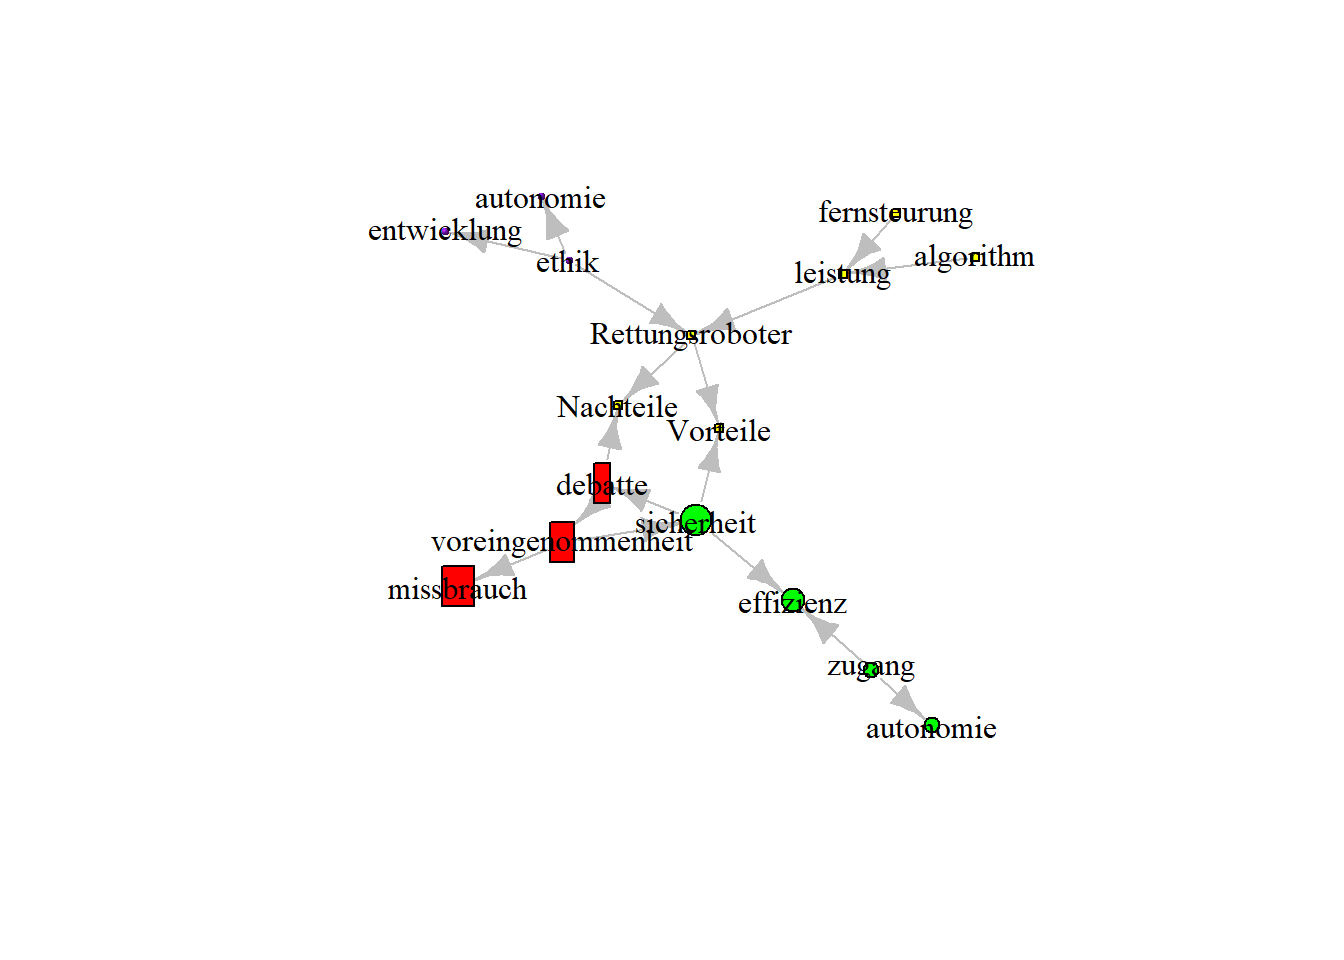 autonomie
fernsteurung
entwicklung
algorithm
ethik
leistung
Rettungsroboter
Nachteile
Vorteile
debatte
sicherheit
voreingenommenheit
missbrauch
effizienz
zugang
autonomie